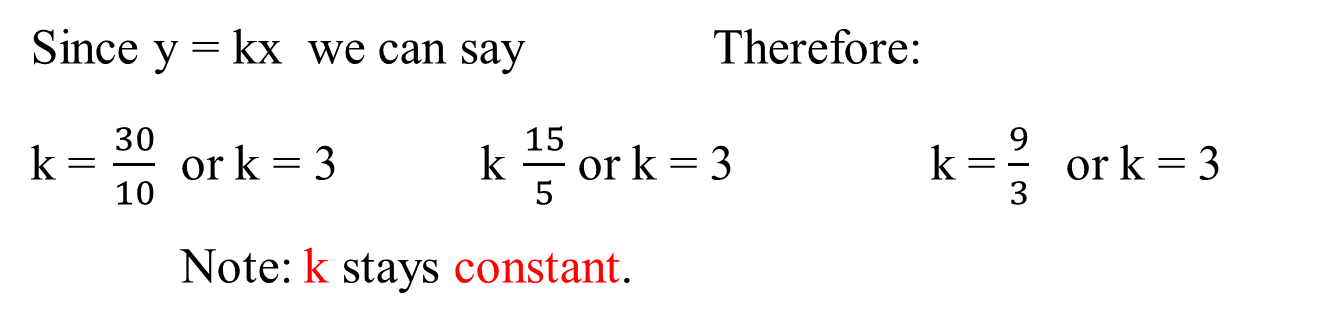 Since y = kx we can say Therefore:
k = 30/10 or k = 3 k 15/5 or k = 3 k = 9/3 or k = 3
Note: k stays constant.